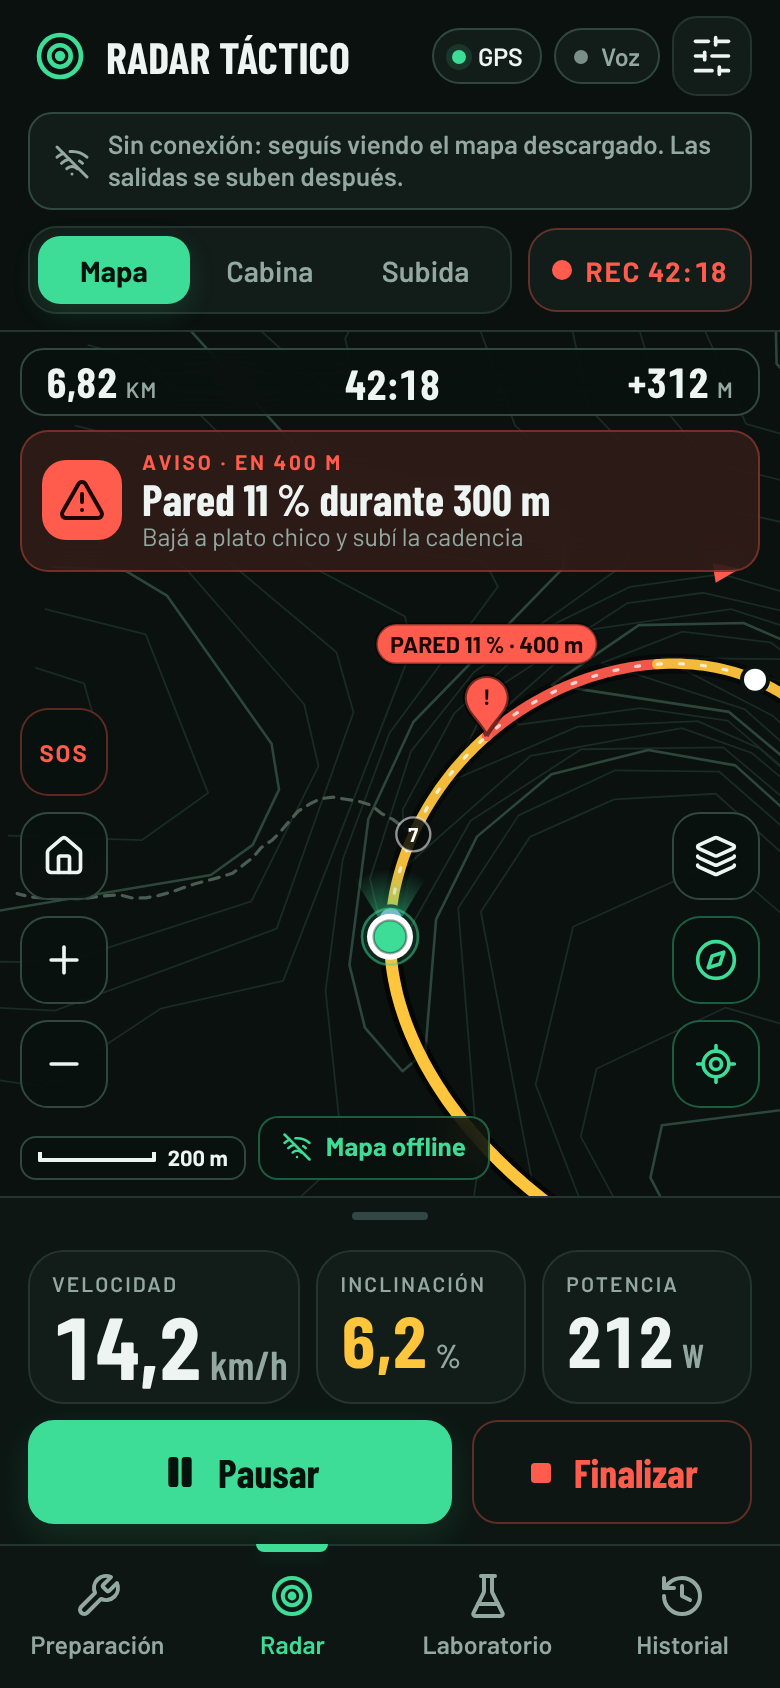 RADAR TÁCTICO
GPS
Voz
Sin conexión: seguís viendo el mapa descargado. Las
salidas se suben después.
Mapa
Cabina
Subida
REC 42:18
6,82 KM
42:18
+312 M
AVISO · EN 400 M
Pared 11 % durante 300 m
Bajá a plato chico y subí la cadencia
PARED 11 % · 400 m
!
SOS
7
200 m
Mapa offline
VELOCIDAD
14,2 km/h
INCLINACIÓN
6,2 %
POTENCIA
212 W
Pausar
Finalizar
Preparación
Radar
Laboratorio
Historial